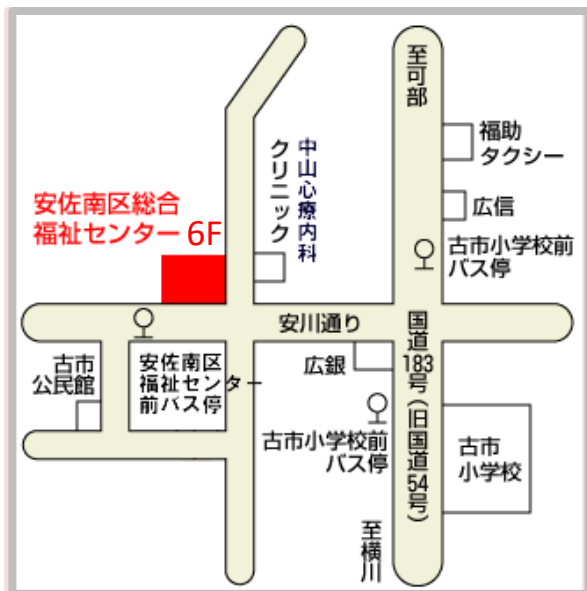 至可部
福助
タクシー
中山心療内科
クリニック
安佐南区総合
福祉センター 6F
広信
古市小学校前
バス停
安川通り
国道183号(旧国道54号)
古市
公民館
安佐南区
福祉センター
前バス停
広銀
古市小学校前
バス停
古市
小学校
至横川